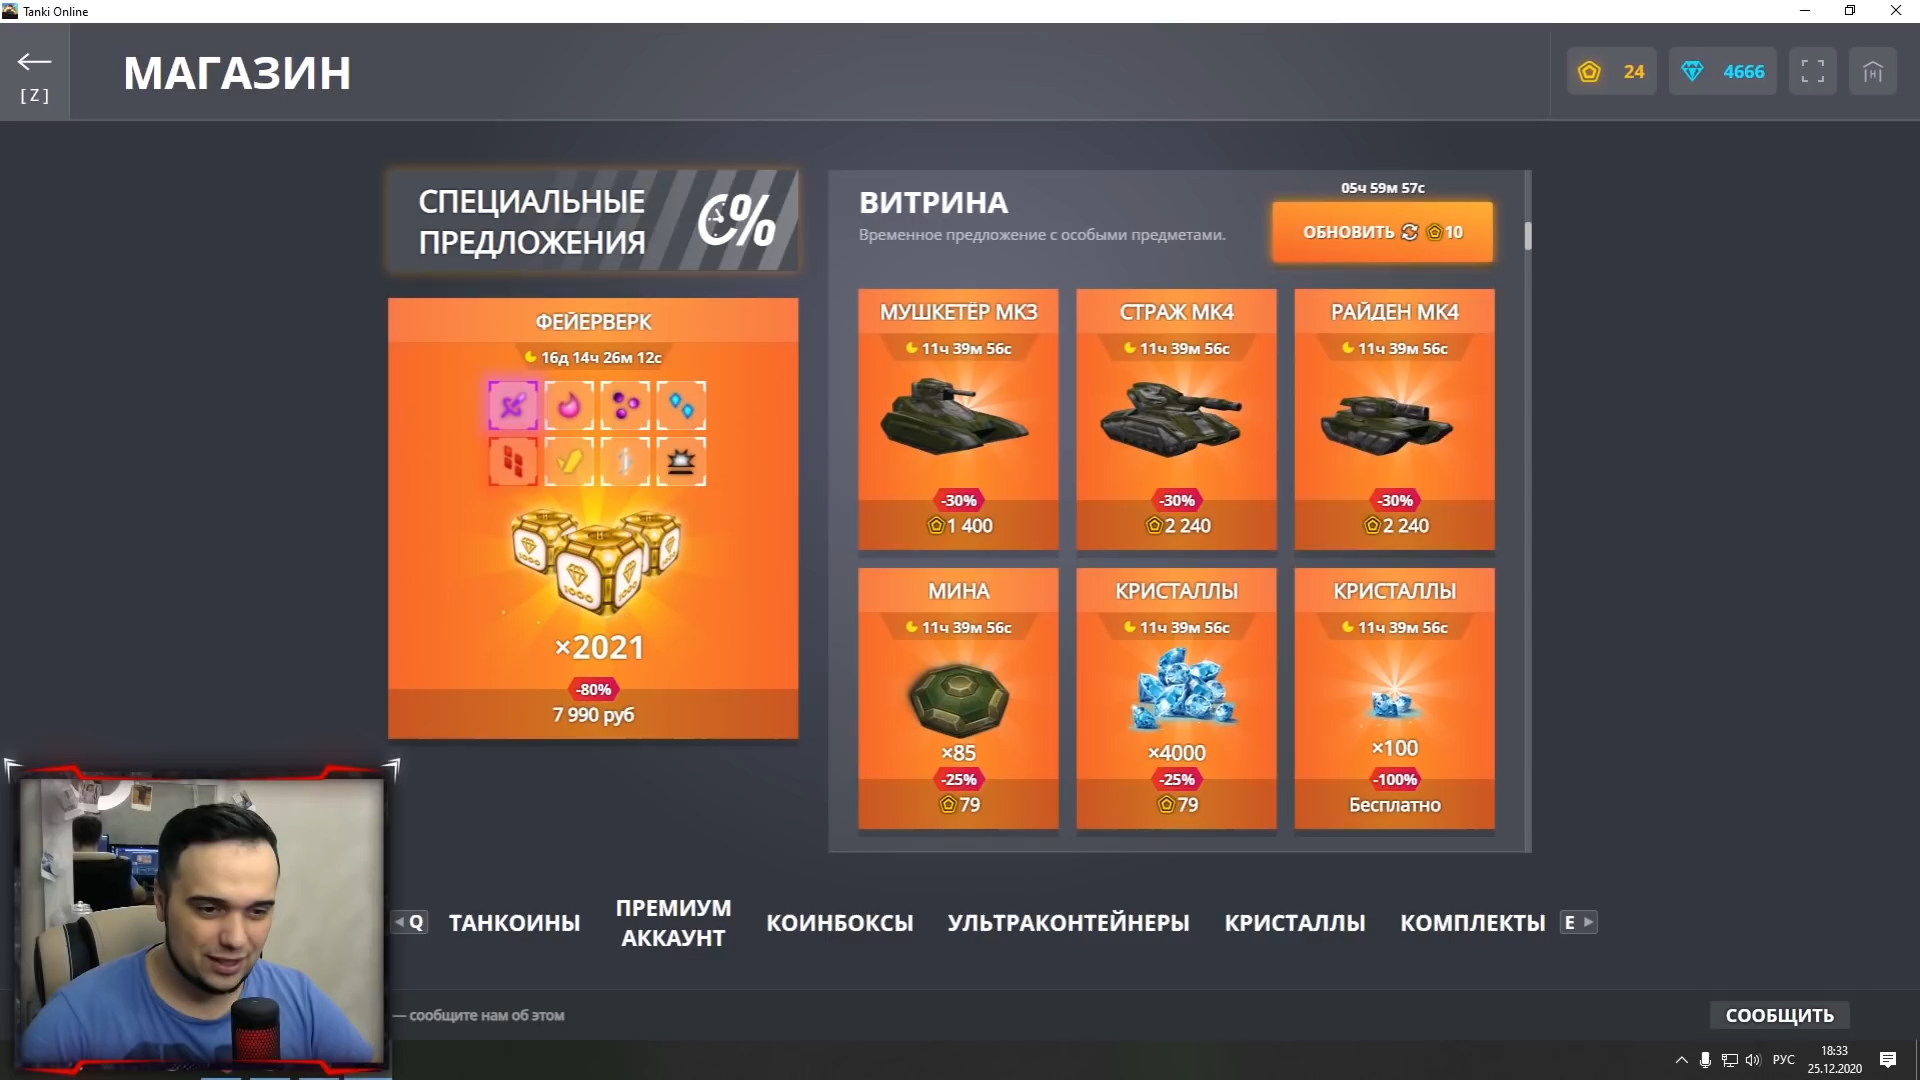 Tanki Online
[ Z ]
МАГАЗИН
24
4666
СПЕЦИАЛЬНЫЕ
ПРЕДЛОЖЕНИЯ
%
ФЕЙЕРВЕРК
16д 14ч 26м 12с
1000
×2021
-80%
7 990 руб
ВИТРИНА
Временное предложение с особыми предметами.
05ч 59м 57с
ОБНОВИТЬ 10
МУШКЕТЁР МК3
11ч 39м 56с
-30%
1 400
СТРАЖ МК4
11ч 39м 56с
-30%
2 240
РАЙДЕН МК4
11ч 39м 56с
-30%
2 240
МИНА
11ч 39м 56с
×85
-25%
79
КРИСТАЛЛЫ
11ч 39м 56с
×4000
-25%
79
КРИСТАЛЛЫ
11ч 39м 56с
×100
-100%
Бесплатно
Q
ТАНКОИНЫ
ПРЕМИУМ
АККАУНТ
КОИНБОКСЫ
УЛЬТРАКОНТЕЙНЕРЫ
КРИСТАЛЛЫ
КОМПЛЕКТЫ
E
— сообщите нам об этом
СООБЩИТЬ
РУС
18:33
25.12.2020